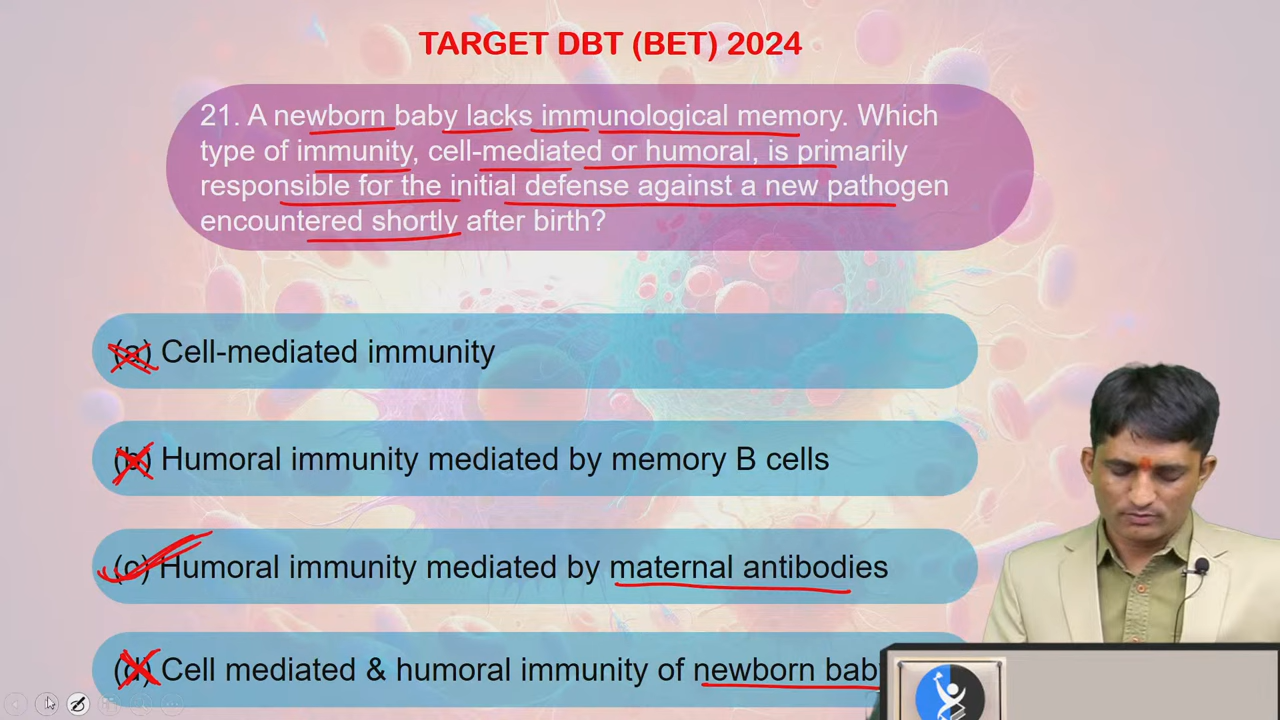 TARGET DBT (BET) 2024
21. A newborn baby lacks immunological memory. Which
type of immunity, cell-mediated or humoral, is primarily
responsible for the initial defense against a new pathogen
encountered shortly after birth?
(a) Cell-mediated immunity
(b) Humoral immunity mediated by memory B cells
(c) Humoral immunity mediated by maternal antibodies
(d) Cell mediated & humoral immunity of newborn